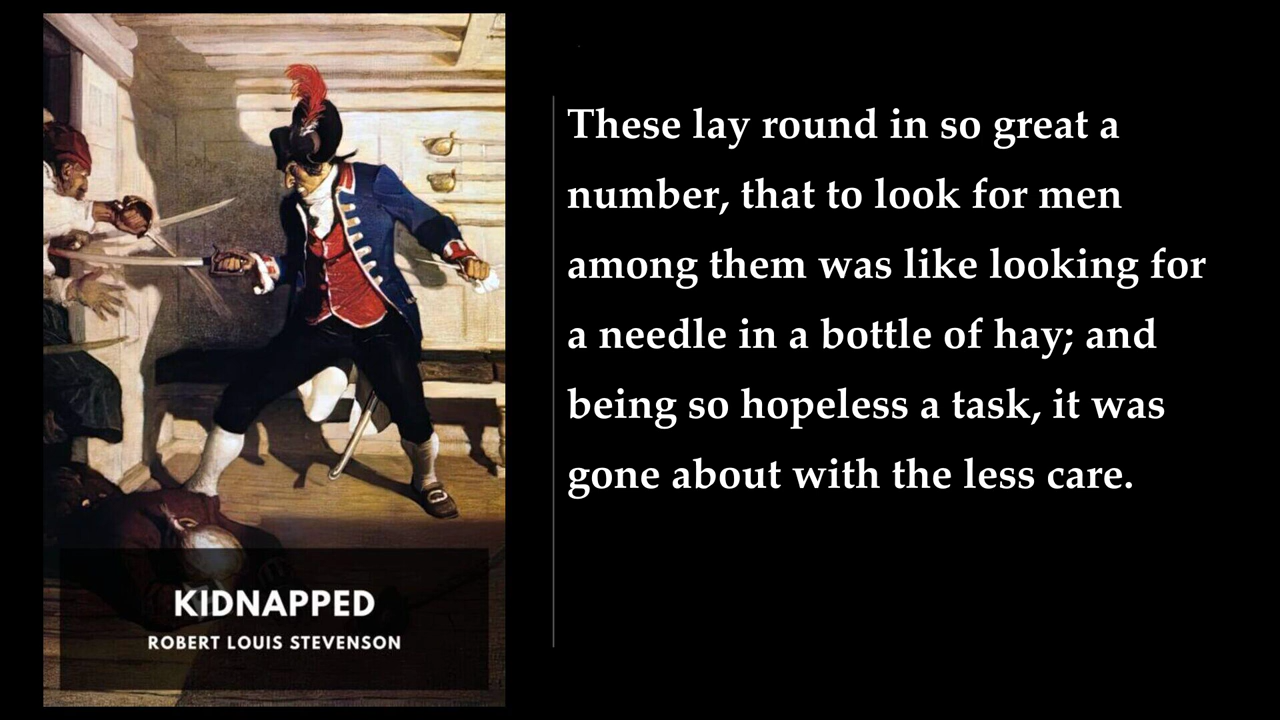 These lay round in so great a
number, that to look for men
among them was like looking for
a needle in a bottle of hay; and
being so hopeless a task, it was
gone about with the less care.
KIDNAPPED
ROBERT LOUIS STEVENSON